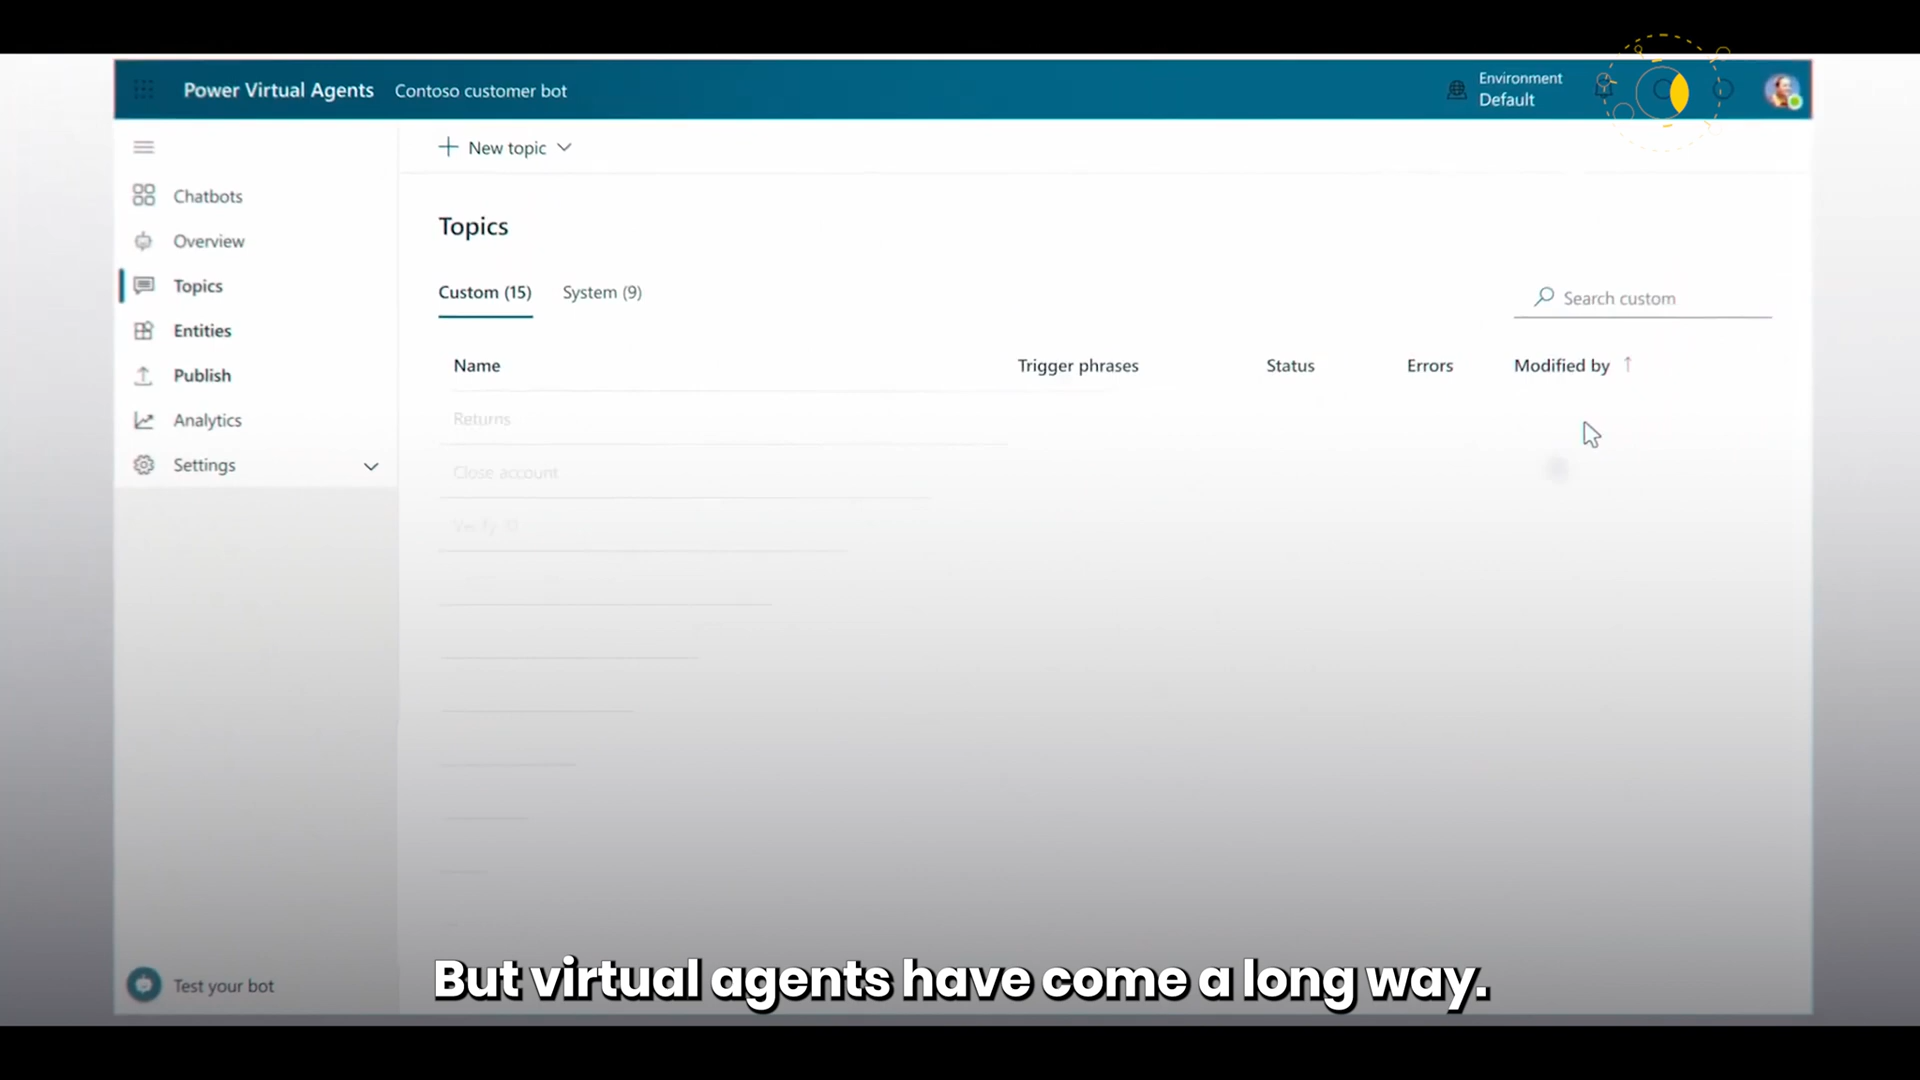 Power Virtual Agents Contoso customer bot
Environment
Default
New topic
Chatbots
Overview
Topics
Entities
Publish
Analytics
Settings
Test your bot
Topics
Custom (15) System (9)
Search custom
Name Trigger phrases Status Errors Modified by
Returns
Close account
Verify ID
But virtual agents have come a long way.